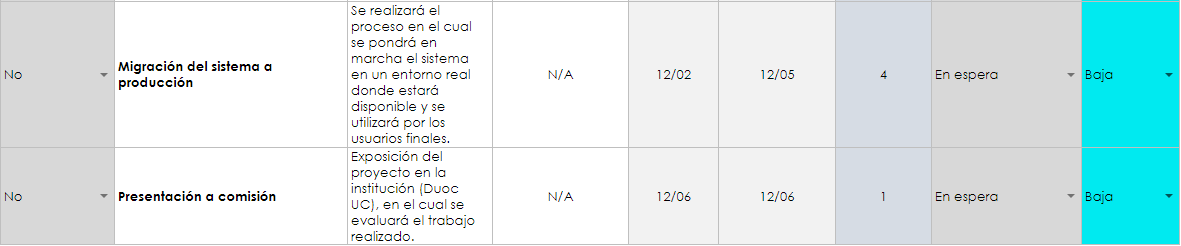 No
Migración del sistema a
producción
Se realizará el
proceso en el cual
se pondrá en
marcha el sistema
en un entorno real
donde estará
disponible y se
utilizará por los
usuarios finales.
N/A
12/02
12/05
4
En espera
Baja
No
Presentación a comisión
Exposición del
proyecto en la
institución (Duoc
UC), en el cual se
evaluará el trabajo
realizado.
N/A
12/06
12/06
1
En espera
Baja